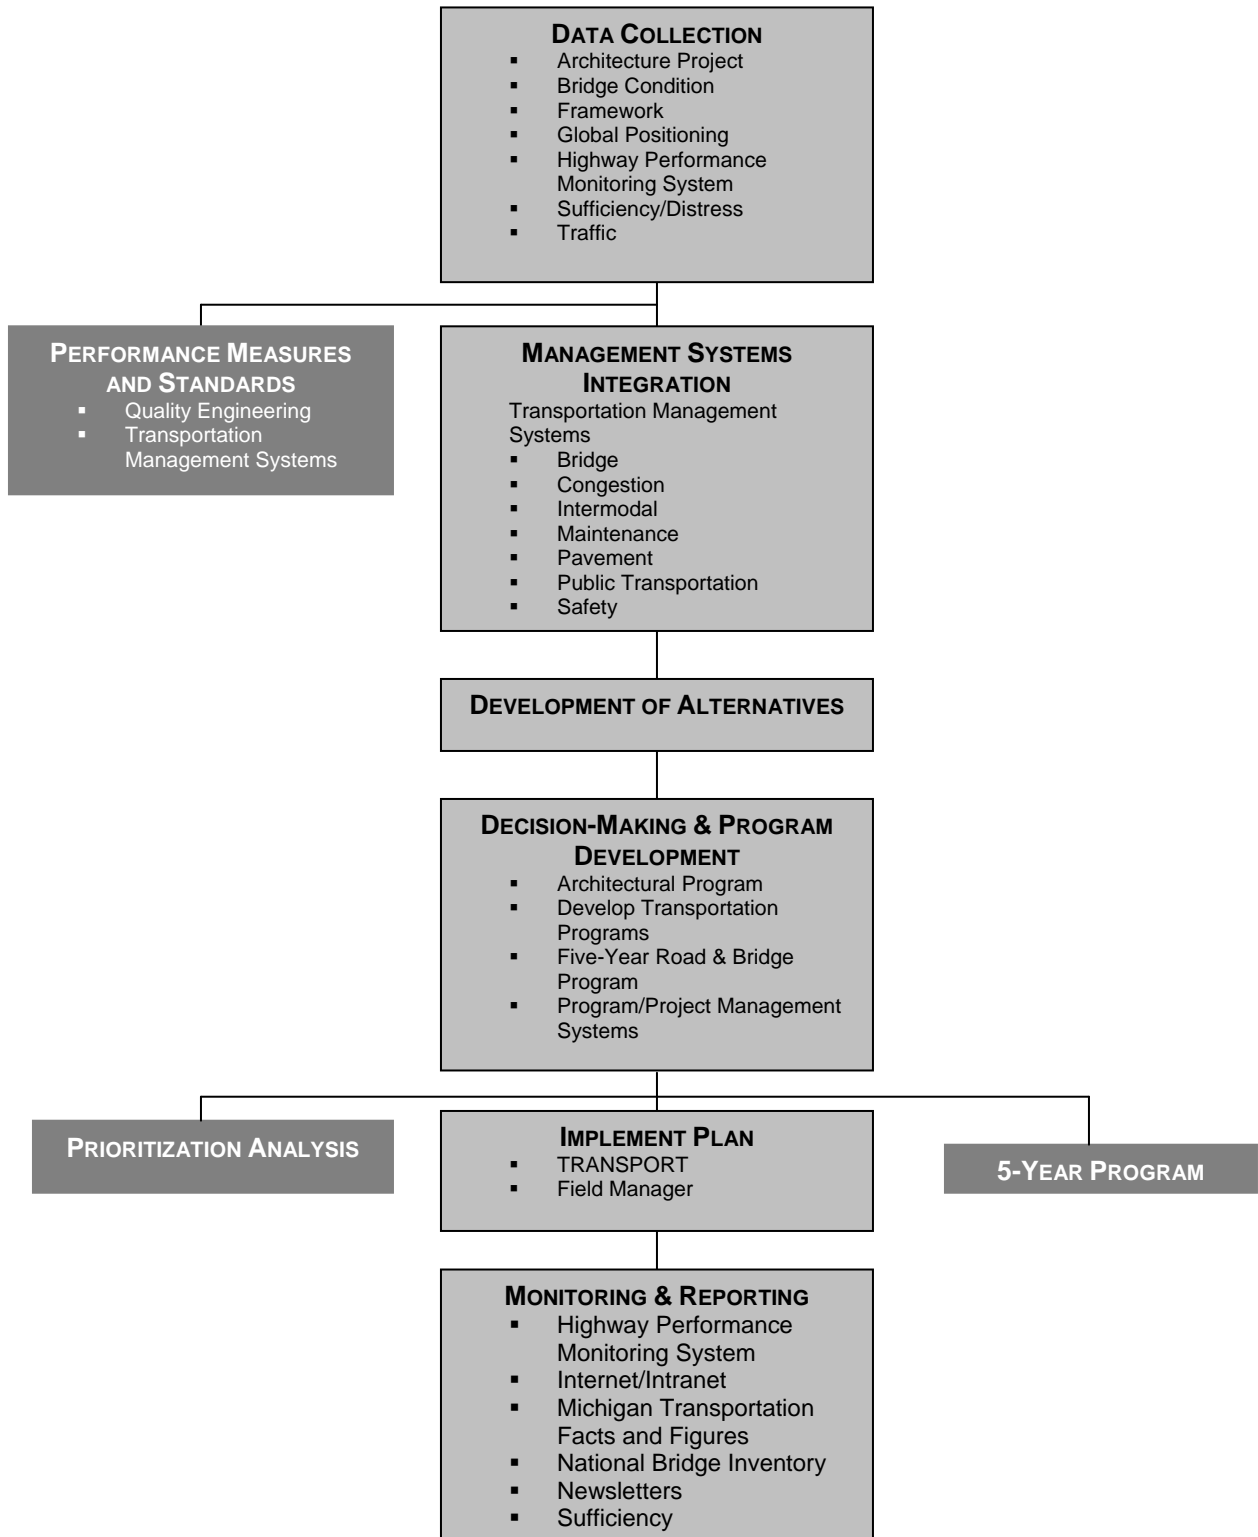 DATA COLLECTION
▪ Architecture Project
▪ Bridge Condition
▪ Framework
▪ Global Positioning
▪ Highway Performance
Monitoring System
▪ Sufficiency/Distress
▪ Traffic
PERFORMANCE MEASURES
AND STANDARDS
▪ Quality Engineering
▪ Transportation
Management Systems
MANAGEMENT SYSTEMS
INTEGRATION
Transportation Management
Systems
▪ Bridge
▪ Congestion
▪ Intermodal
▪ Maintenance
▪ Pavement
▪ Public Transportation
▪ Safety
DEVELOPMENT OF ALTERNATIVES
DECISION-MAKING & PROGRAM
DEVELOPMENT
▪ Architectural Program
▪ Develop Transportation
Programs
▪ Five-Year Road & Bridge
Program
▪ Program/Project Management
Systems
PRIORITIZATION ANALYSIS
IMPLEMENT PLAN
▪ TRANSPORT
▪ Field Manager
5-YEAR PROGRAM
MONITORING & REPORTING
▪ Highway Performance
Monitoring System
▪ Internet/Intranet
▪ Michigan Transportation
Facts and Figures
▪ National Bridge Inventory
▪ Newsletters
▪ Sufficiency